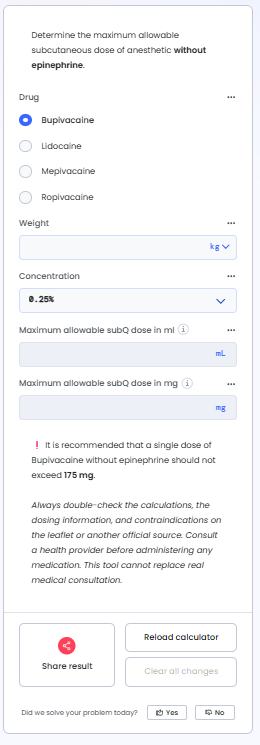 Determine the maximum allowable
subcutaneous dose of anesthetic without
epinephrine.
Drug ...
Bupivacaine
Lidocaine
Mepivacaine
Ropivacaine
Weight ...
kg
Concentration ...
0.25%
Maximum allowable subQ dose in ml i ...
mL
Maximum allowable subQ dose in mg i ...
mg
! It is recommended that a single dose of
Bupivacaine without epinephrine should not
exceed 175 mg.
Always double-check the calculations, the
dosing information, and contraindications on
the leaflet or another official source. Consult
a health provider before administering any
medication. This tool cannot replace real
medical consultation.
Share result
Reload calculator
Clear all changes
Did we solve your problem today? Yes No